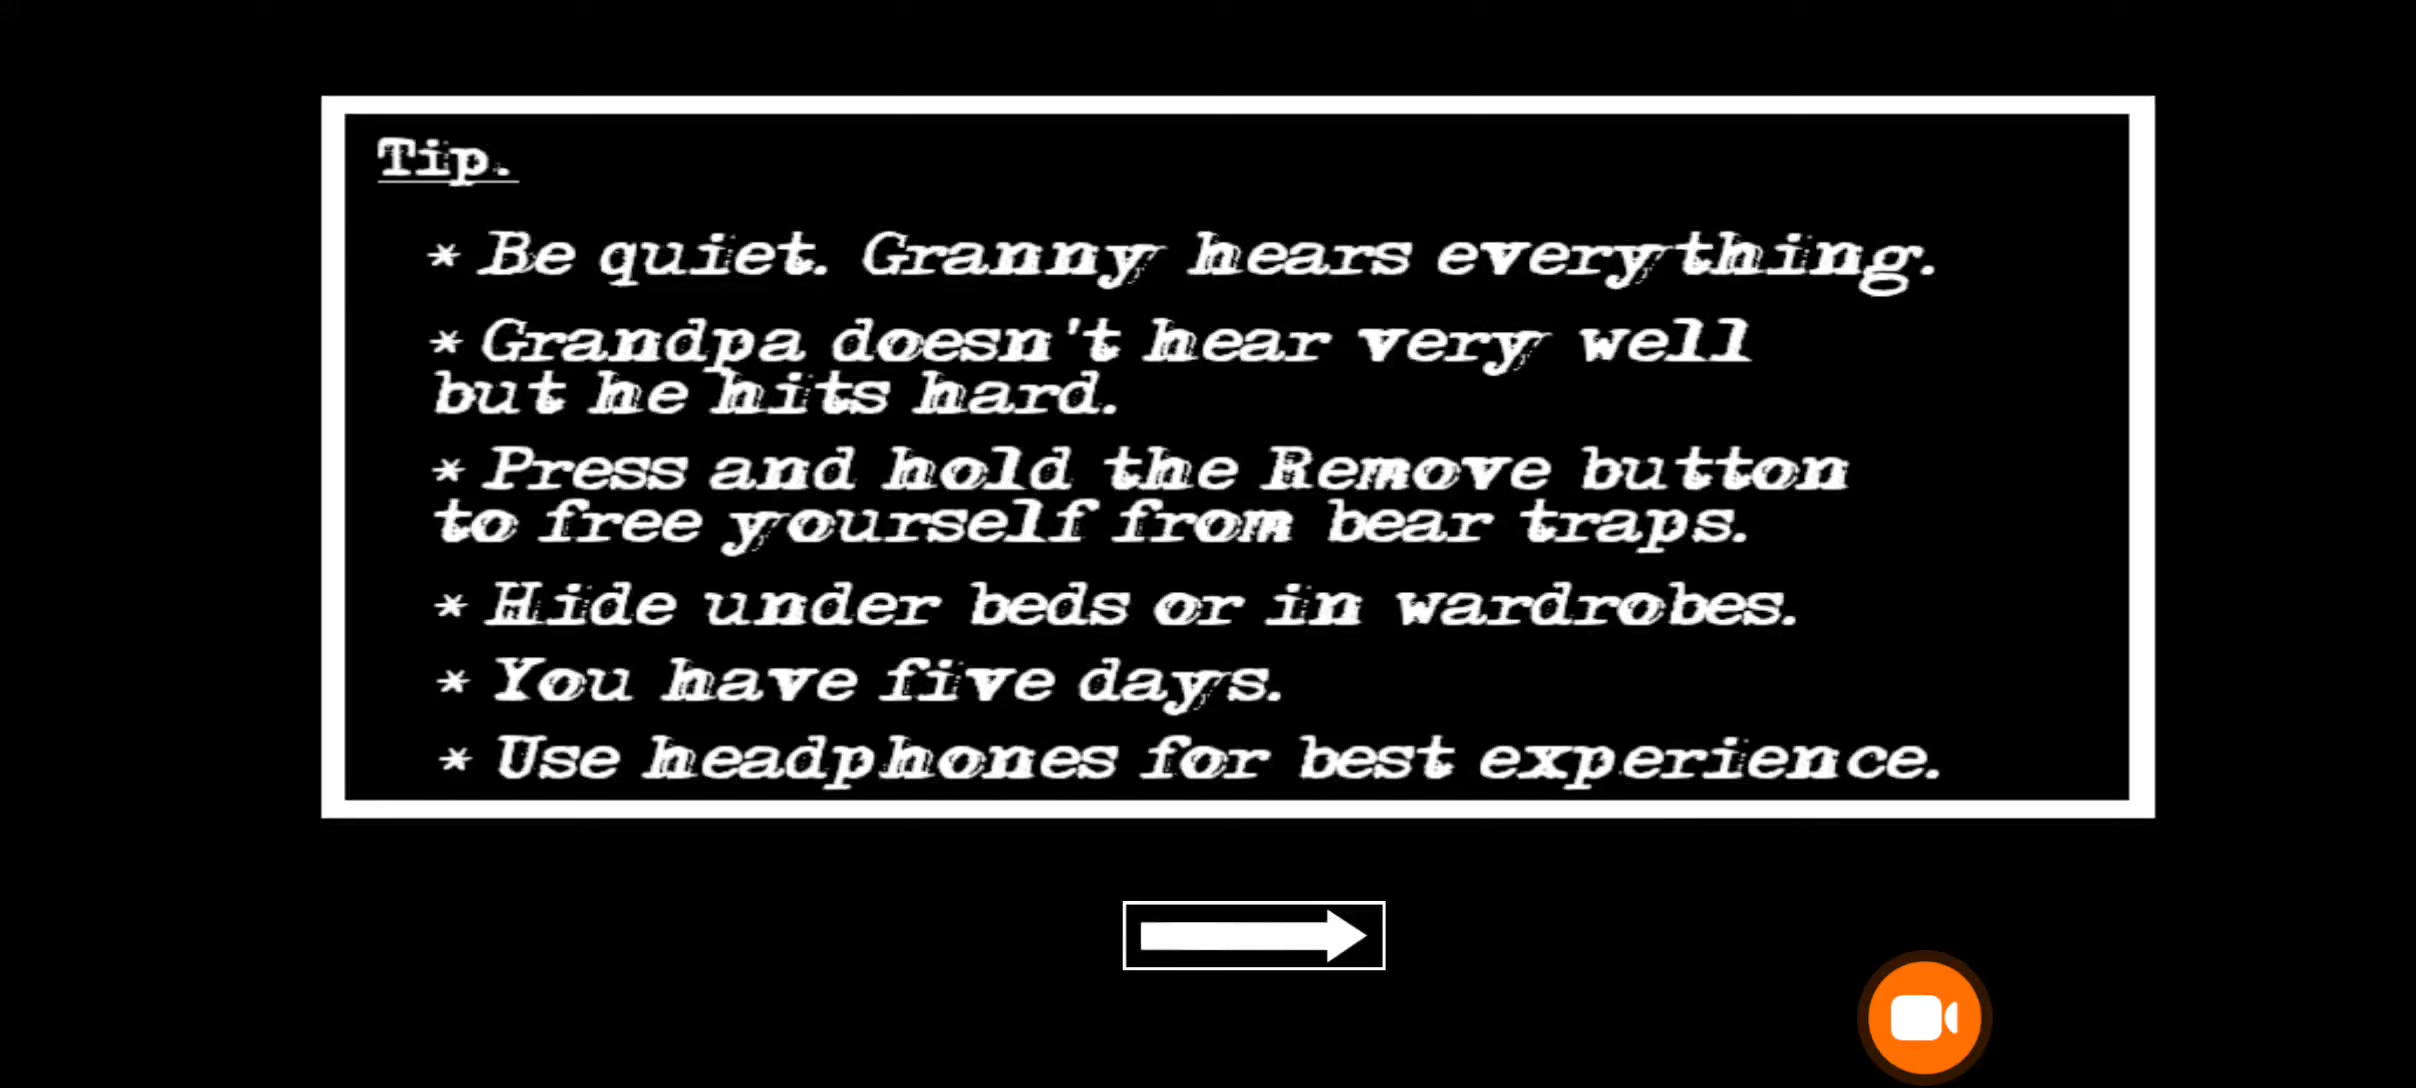 Tip.
* Be quiet. Granny hears everything.
* Grandpa doesn't hear very well
but he hits hard.
* Press and hold the Remove button
to free yourself from bear traps.
* Hide under beds or in wardrobes.
* You have five days.
* Use headphones for best experience.